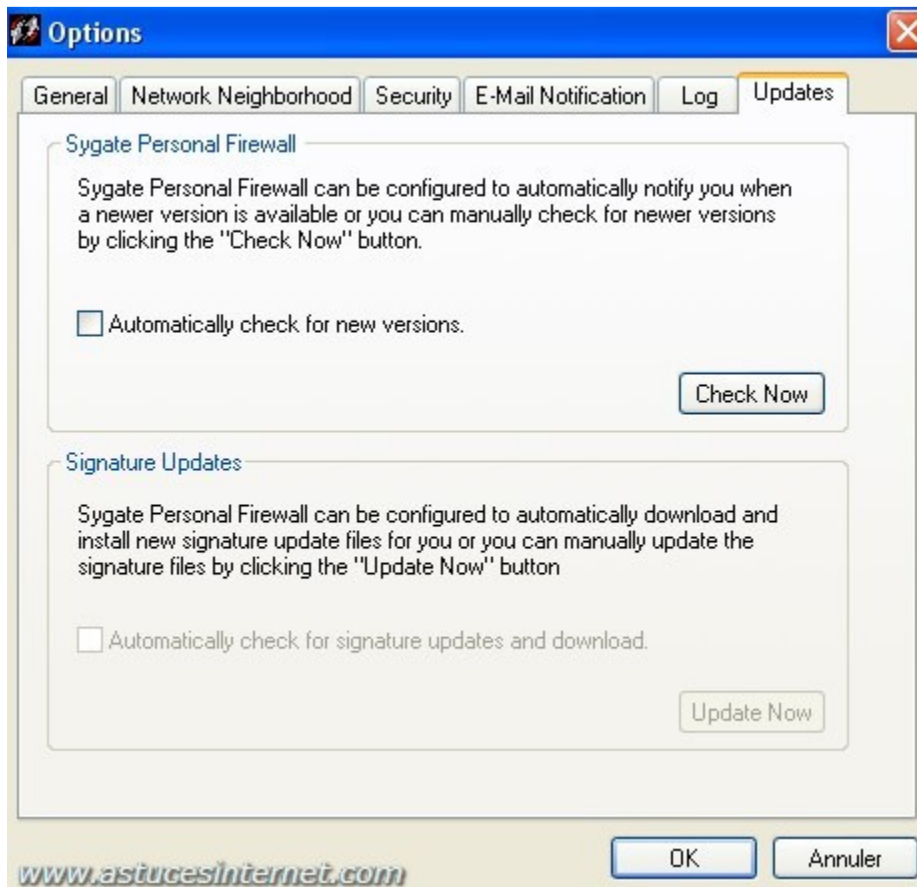 Options
General
Network Neighborhood
Security
E-Mail Notification
Log
Updates
Sygate Personal Firewall
Sygate Personal Firewall can be configured to automatically notify you when
a newer version is available or you can manually check for newer versions
by clicking the "Check Now" button.
Automatically check for new versions.
Check Now
Signature Updates
Sygate Personal Firewall can be configured to automatically download and
install new signature update files for you or you can manually update the
signature files by clicking the "Update Now" button
Automatically check for signature updates and download.
Update Now
OK
Annuler
www.astucesinternet.com